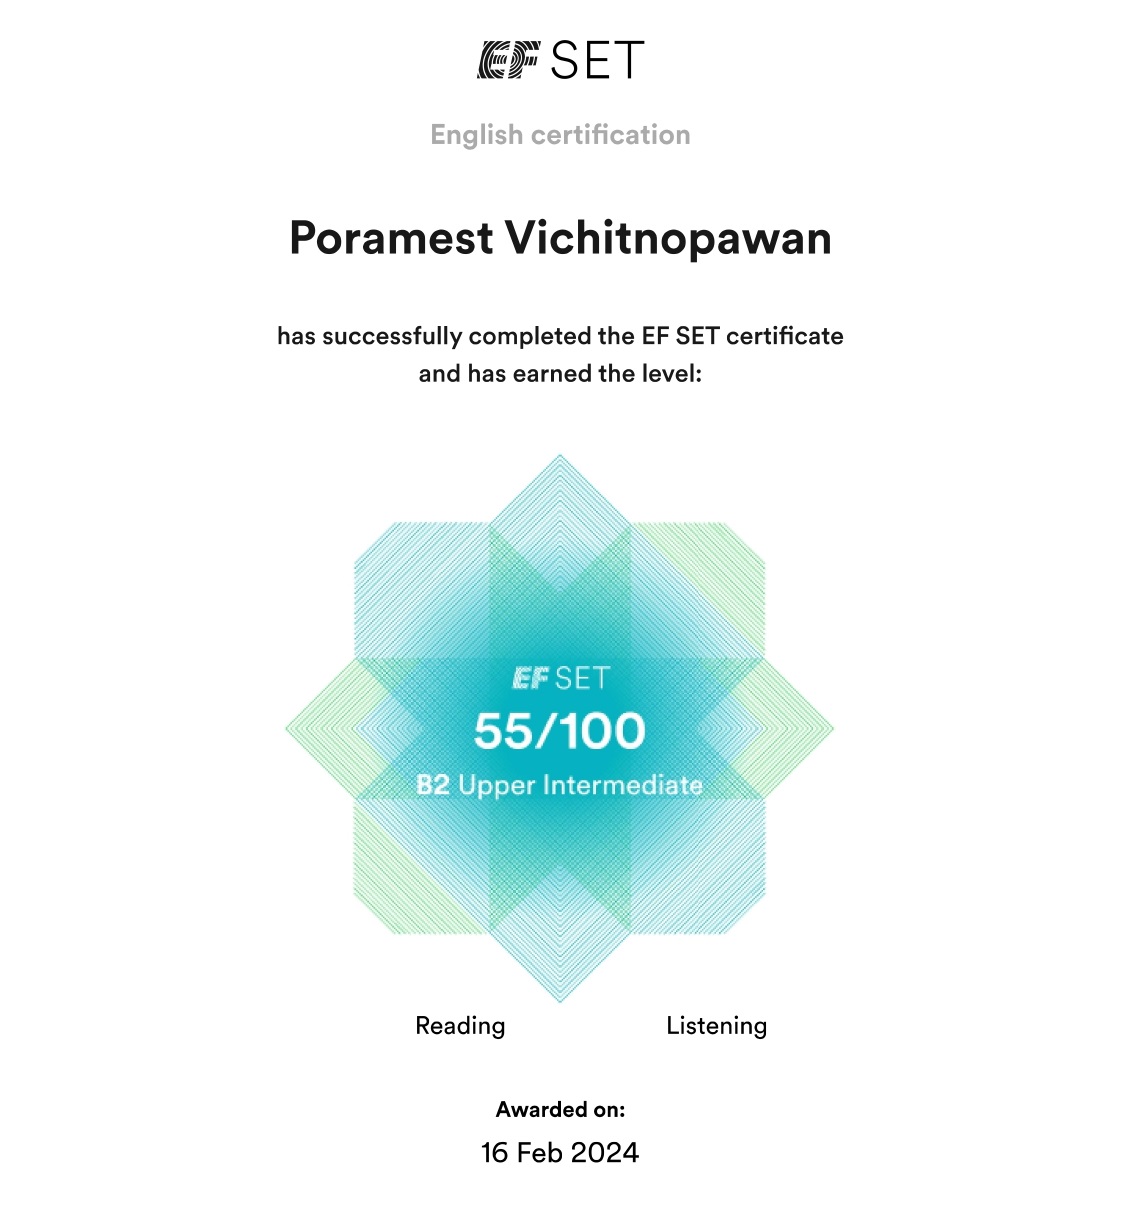 EF SET
English certification
Poramest Vichitnopawan
has successfully completed the EF SET certificate
and has earned the level:
EF SET
55/100
B2 Upper Intermediate
Reading Listening
Awarded on:
16 Feb 2024